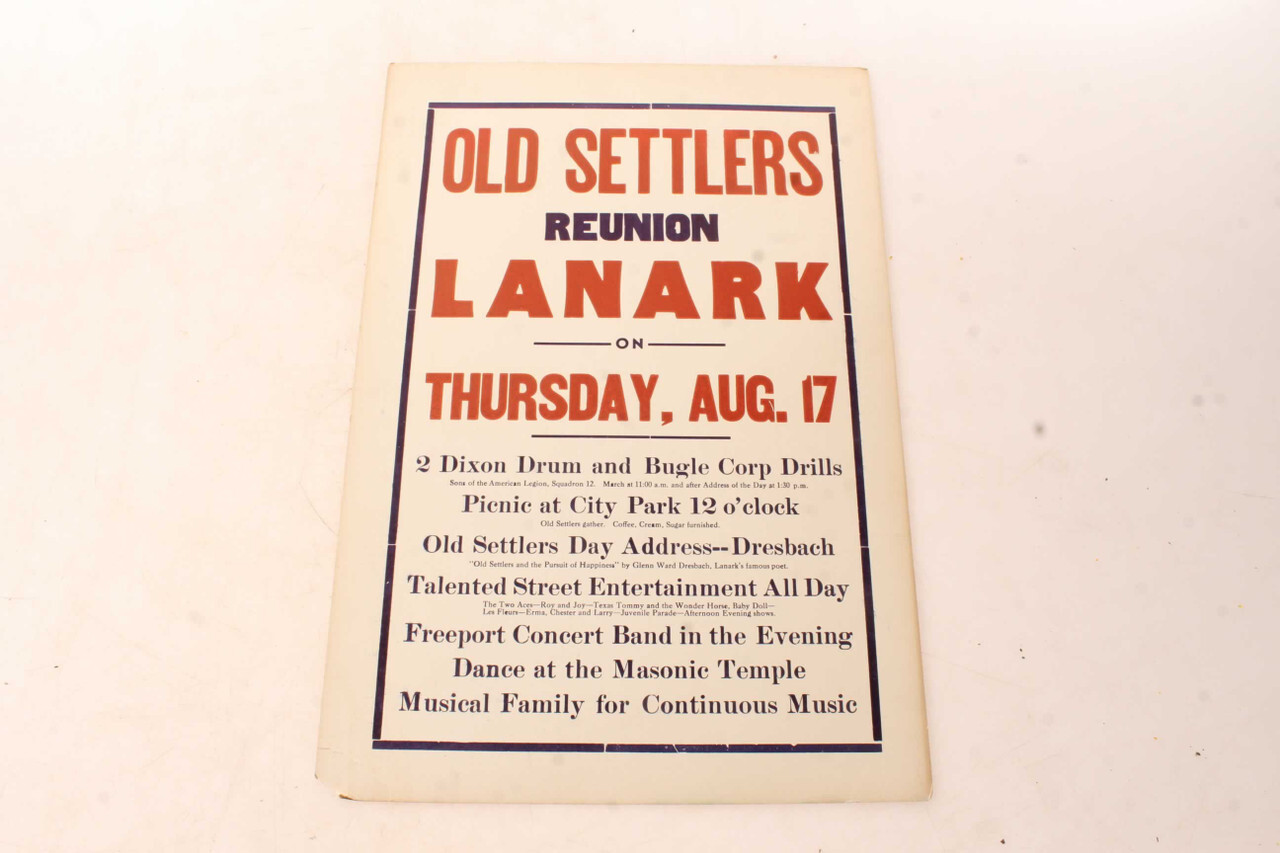 OLD SETTLERS
REUNION
LANARK
ON
THURSDAY, AUG. 17
2 Dixon Drum and Bugle Corp Drills
Sons of the American Legion, Squadron 12. March at 11:00 a.m. and after Address of the Day at 1:30 p.m.
Picnic at City Park 12 o'clock
Old Settlers gather. Coffee, Cream, Sugar furnished.
Old Settlers Day Address--Dresbach
"Old Settlers and the Pursuit of Happiness" by Glenn Ward Dresbach, Lanark's famous poet.
Talented Street Entertainment All Day
The Two Aces—Roy and Joy—Texas Tommy and the Wonder Horse, Baby Doll—
Les Fleurs—Erma, Chester and Larry—Juvenile Parade—Afternoon Evening shows.
Freeport Concert Band in the Evening
Dance at the Masonic Temple
Musical Family for Continuous Music